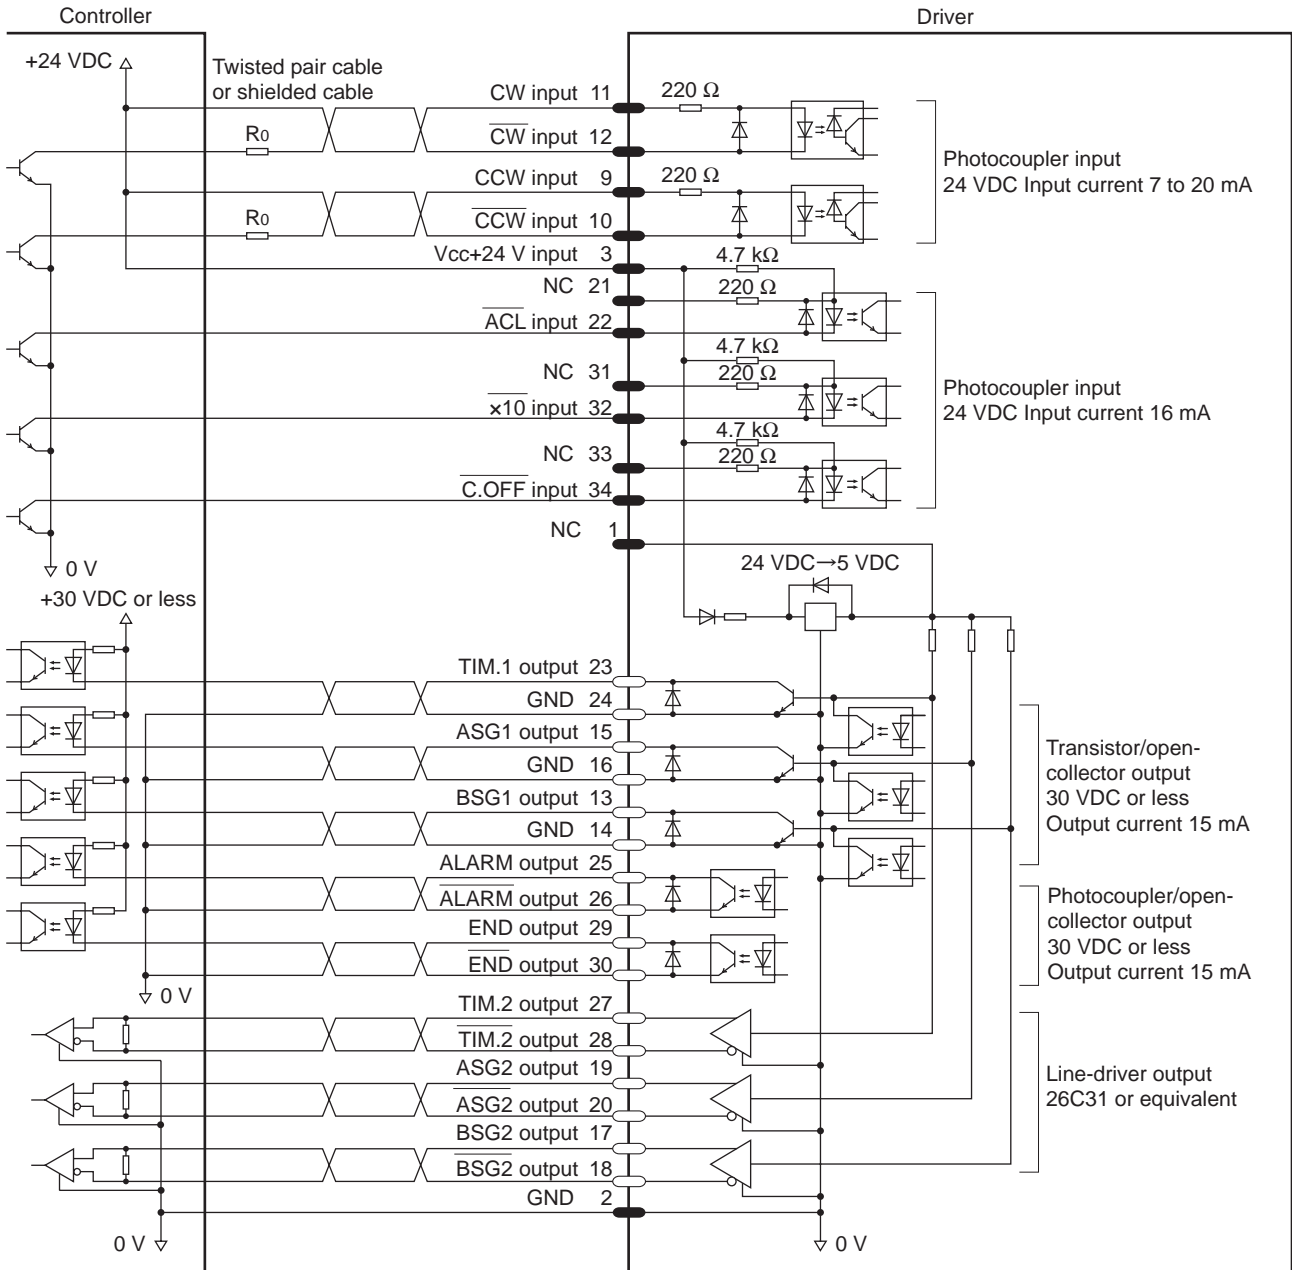 Controller
Driver
+24 VDC
Twisted pair cable
or shielded cable
CW input 11
220 Ω
R0
CW input 12
Photocoupler input
24 VDC Input current 7 to 20 mA
CCW input 9
220 Ω
R0
CCW input 10
Vcc+24 V input 3
4.7 kΩ
NC 21
220 Ω
ACL input 22
4.7 kΩ
NC 31
220 Ω
Photocoupler input
24 VDC Input current 16 mA
×10 input 32
4.7 kΩ
NC 33
220 Ω
C.OFF input 34
NC 1
0 V
24 VDC→5 VDC
+30 VDC or less
TIM.1 output 23
GND 24
ASG1 output 15
GND 16
BSG1 output 13
GND 14
Transistor/open-
collector output
30 VDC or less
Output current 15 mA
ALARM output 25
ALARM output 26
END output 29
END output 30
Photocoupler/open-
collector output
30 VDC or less
Output current 15 mA
0 V
TIM.2 output 27
TIM.2 output 28
ASG2 output 19
ASG2 output 20
BSG2 output 17
BSG2 output 18
Line-driver output
26C31 or equivalent
GND 2
0 V
0 V